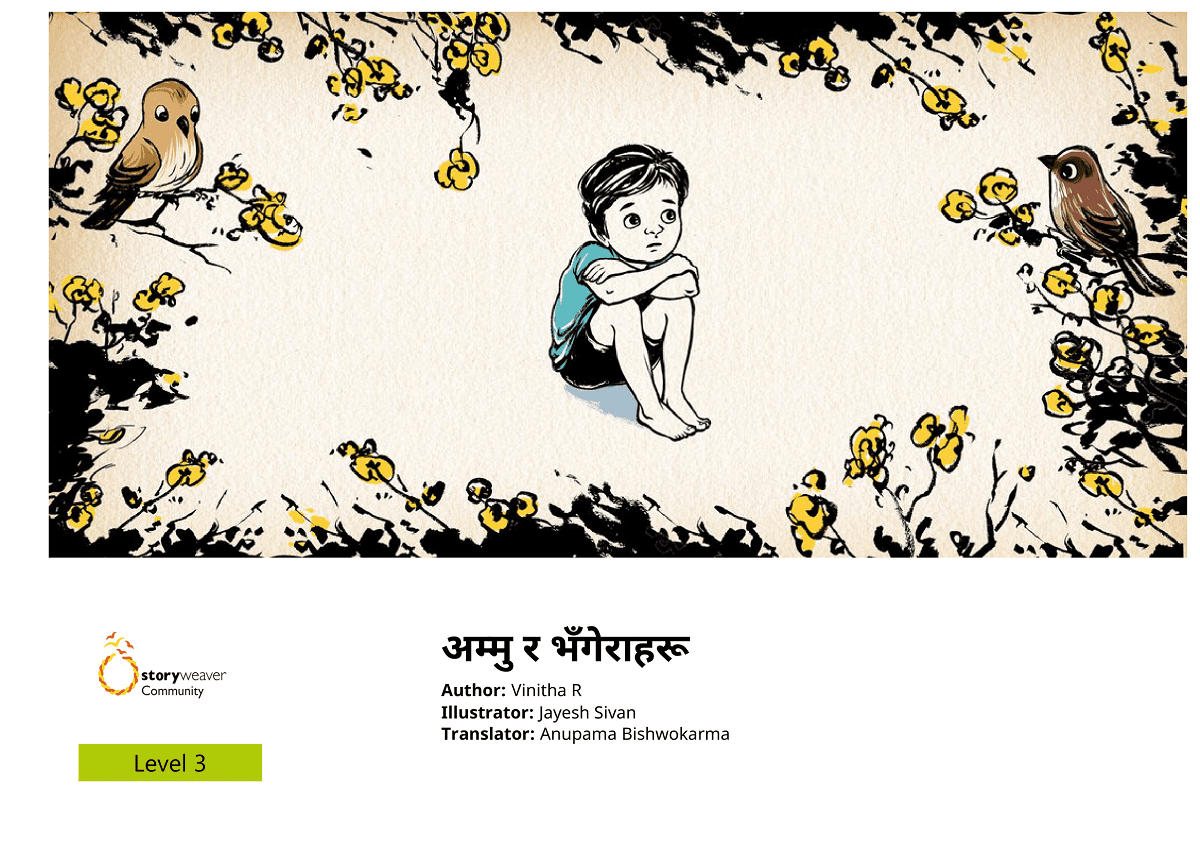 अम्मु र भँगेराहरू
storyweaver
Community
Author: Vinitha R
Illustrator: Jayesh Sivan
Translator: Anupama Bishwokarma
Level 3